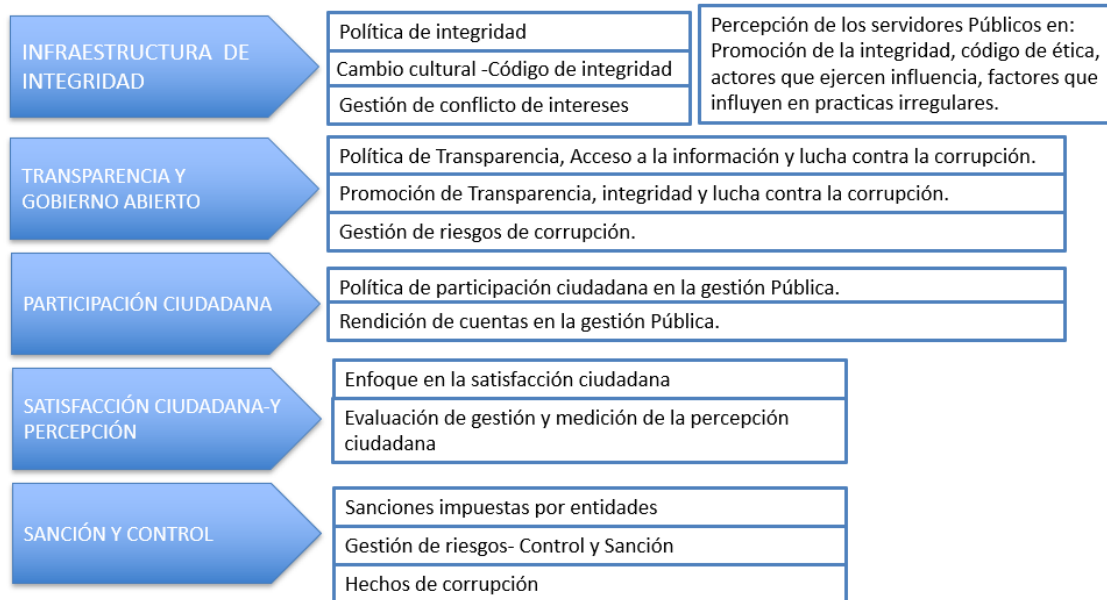 INFRAESTRUCTURA DE
INTEGRIDAD
Política de integridad
Cambio cultural -Código de integridad
Gestión de conflicto de intereses
Percepción de los servidores Públicos en:
Promoción de la integridad, código de ética,
actores que ejercen influencia, factores que
influyen en practicas irregulares.
TRANSPARENCIA Y
GOBIERNO ABIERTO
Política de Transparencia, Acceso a la información y lucha contra la corrupción.
Promoción de Transparencia, integridad y lucha contra la corrupción.
Gestión de riesgos de corrupción.
PARTICIPACIÓN CIUDADANA
Política de participación ciudadana en la gestión Pública.
Rendición de cuentas en la gestión Pública.
SATISFACCIÓN CIUDADANA-Y
PERCEPCIÓN
Enfoque en la satisfacción ciudadana
Evaluación de gestión y medición de la percepción
ciudadana
SANCIÓN Y CONTROL
Sanciones impuestas por entidades
Gestión de riesgos- Control y Sanción
Hechos de corrupción